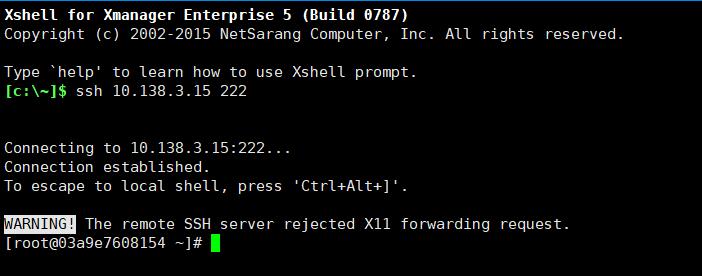 Xshell for Xmanager Enterprise 5 (Build 0787)
Copyright (c) 2002-2015 NetSarang Computer, Inc. All rights reserved.
Type `help' to learn how to use Xshell prompt.
[c:\~]$ ssh 10.138.3.15 222
Connecting to 10.138.3.15:222...
Connection established.
To escape to local shell, press 'Ctrl+Alt+]'.
WARNING! The remote SSH server rejected X11 forwarding request.
[root@03a9e7608154 ~]#